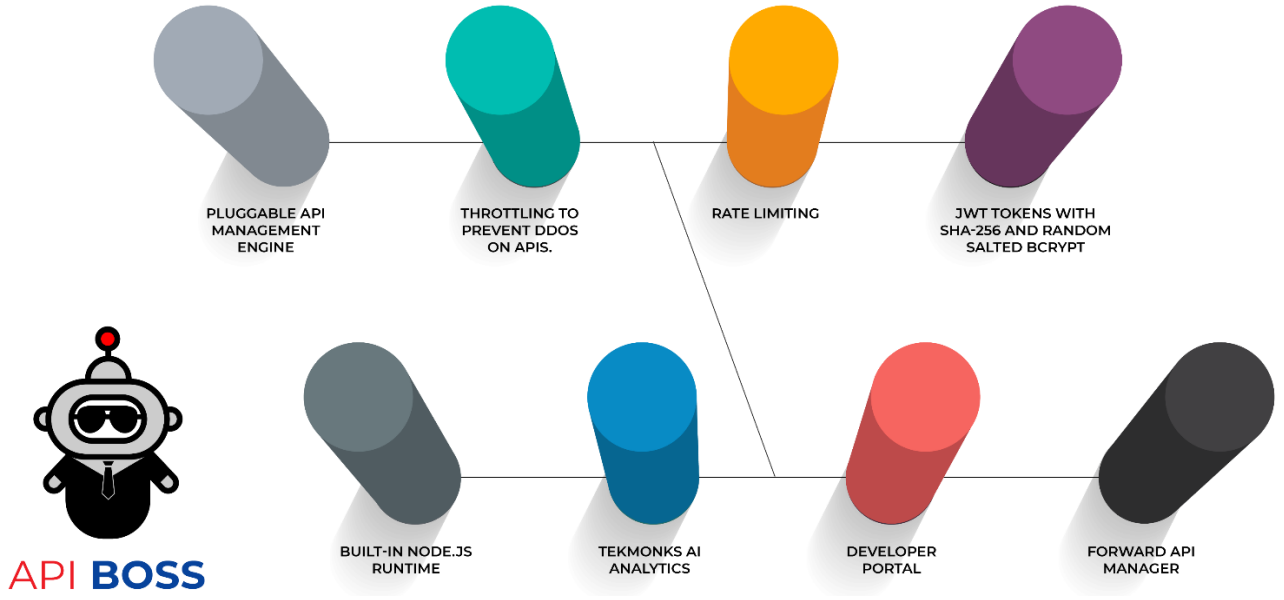 PLUGGABLE API
MANAGEMENT
ENGINE
THROTTLING TO
PREVENT DDOS
ON APIS.
RATE LIMITING
JWT TOKENS WITH
SHA-256 AND RANDOM
SALTED BCRYPT
BUILT-IN NODE.JS
RUNTIME
TEKMONKS AI
ANALYTICS
DEVELOPER
PORTAL
FORWARD API
MANAGER
API BOSS